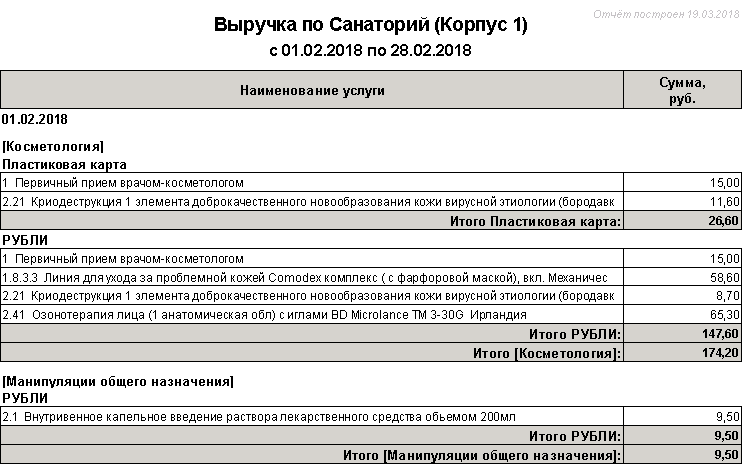 Отчёт построен 19.03.2018
Выручка по Санаторий (Корпус 1)
с 01.02.2018 по 28.02.2018
Наименование услуги
Сумма,
руб.
01.02.2018
[Косметология]
Пластиковая карта
1 Первичный прием врачом-косметологом 15,00
2.21 Криодеструкция 1 элемента доброкачественного новообразования кожи вирусной этиологии (бородавк 11,60
Итого Пластиковая карта: 26,60
РУБЛИ
1 Первичный прием врачом-косметологом 15,00
1.8.3.3 Линия для ухода за проблемной кожей Comodex комплекс ( с фарфоровой маской), вкл. Механичес 58,60
2.21 Криодеструкция 1 элемента доброкачественного новообразования кожи вирусной этиологии (бородавк 8,70
2.41 Озонотерапия лица (1 анатомическая обл) с иглами BD Microlance TM 3-30G Ирландия 65,30
Итого РУБЛИ: 147,60
Итого [Косметология]: 174,20
[Манипуляции общего назначения]
РУБЛИ
2.1 Внутривенное капельное введение раствора лекарственного средства обьемом 200мл 9,50
Итого РУБЛИ: 9,50
Итого [Манипуляции общего назначения]: 9,50